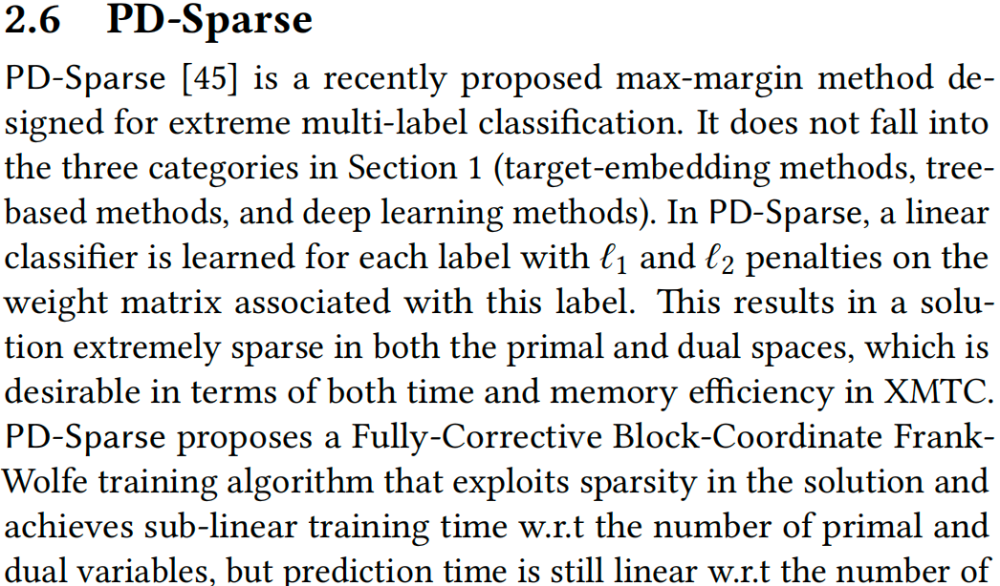 2.6 PD-Sparse
PD-Sparse [45] is a recently proposed max-margin method de-
signed for extreme multi-label classification. It does not fall into
the three categories in Section 1 (target-embedding methods, tree-
based methods, and deep learning methods). In PD-Sparse, a linear
classifier is learned for each label with ℓ₁ and ℓ₂ penalties on the
weight matrix associated with this label. This results in a solu-
tion extremely sparse in both the primal and dual spaces, which is
desirable in terms of both time and memory efficiency in XMTC.
PD-Sparse proposes a Fully-Corrective Block-Coordinate Frank-
Wolfe training algorithm that exploits sparsity in the solution and
achieves sub-linear training time w.r.t the number of primal and
dual variables, but prediction time is still linear w.r.t the number of